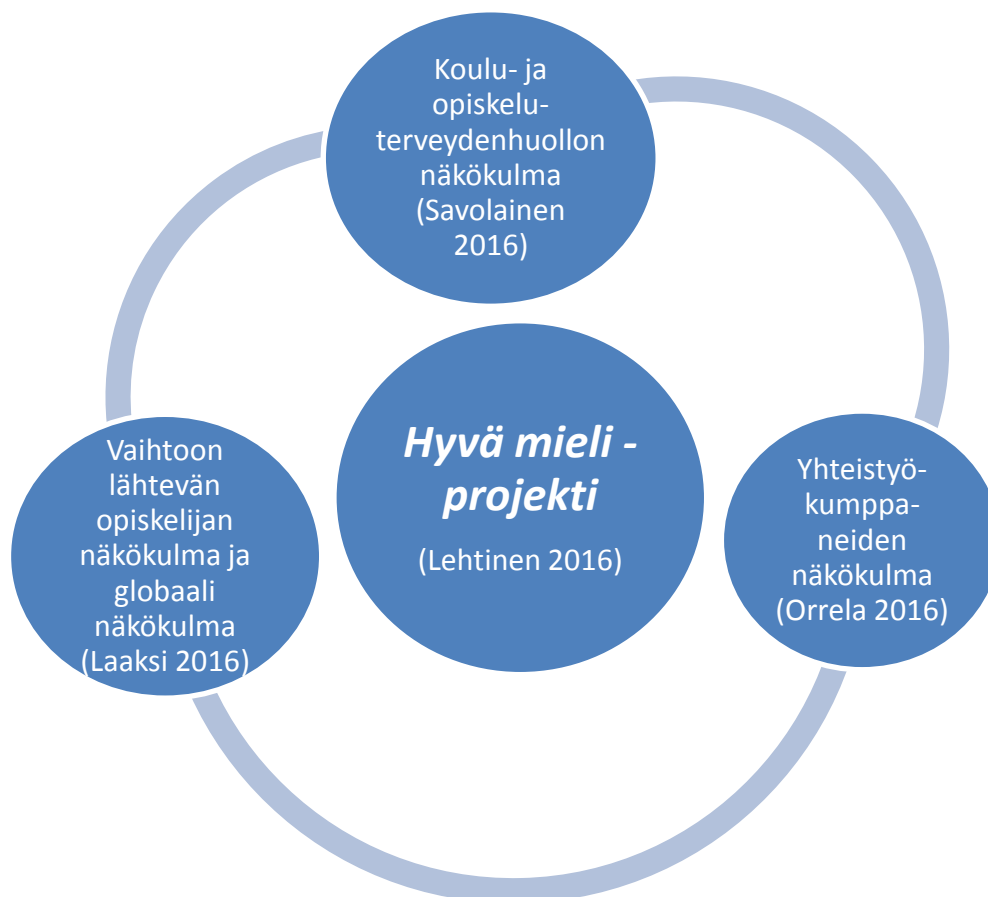 Koulu- ja
opiskelu-
terveydenhuollon
näkökulma
(Savolainen
2016)
Hyvä mieli -
projekti
(Lehtinen 2016)
Vaihtoon
lähtevän
opiskelijan
näkökulma ja
globaali
näkökulma
(Laaksi 2016)
Yhteistyö-
kumppa-
neiden
näkökulma
(Orrela 2016)